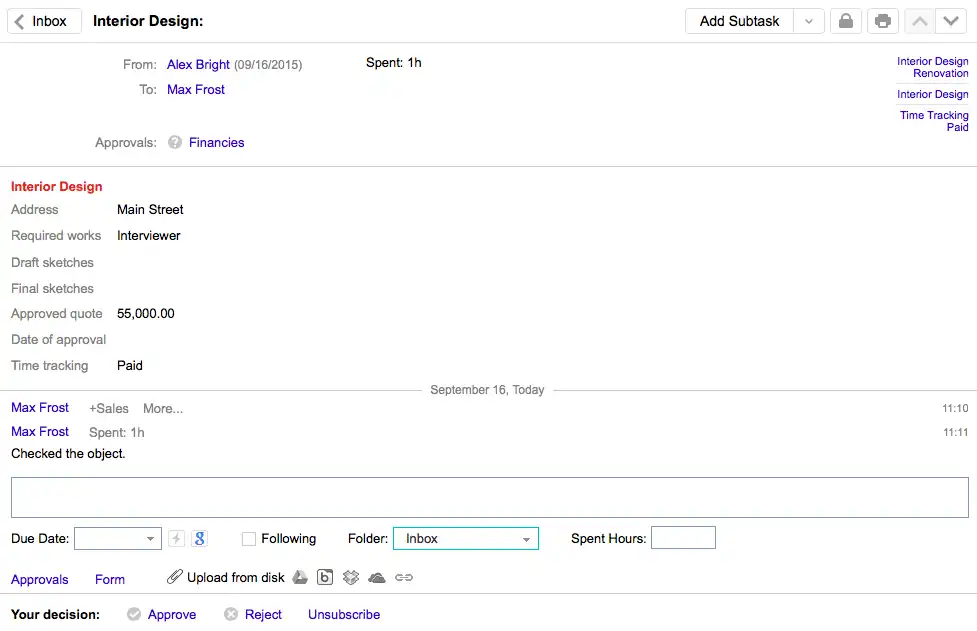 Inbox Interior Design: Add Subtask
From: Alex Bright (09/16/2015) Spent: 1h
To: Max Frost
Approvals: ? Financies
Interior Design
Renovation
Interior Design
Time Tracking
Paid
Interior Design
Address Main Street
Required works Interviewer
Draft sketches
Final sketches
Approved quote 55,000.00
Date of approval
Time tracking Paid
September 16, Today
Max Frost +Sales More... 11:10
Max Frost Spent: 1h 11:11
Checked the object.
Due Date: 8 Following Folder: Inbox Spent Hours:
Approvals Form Upload from disk b
Your decision: Approve Reject Unsubscribe